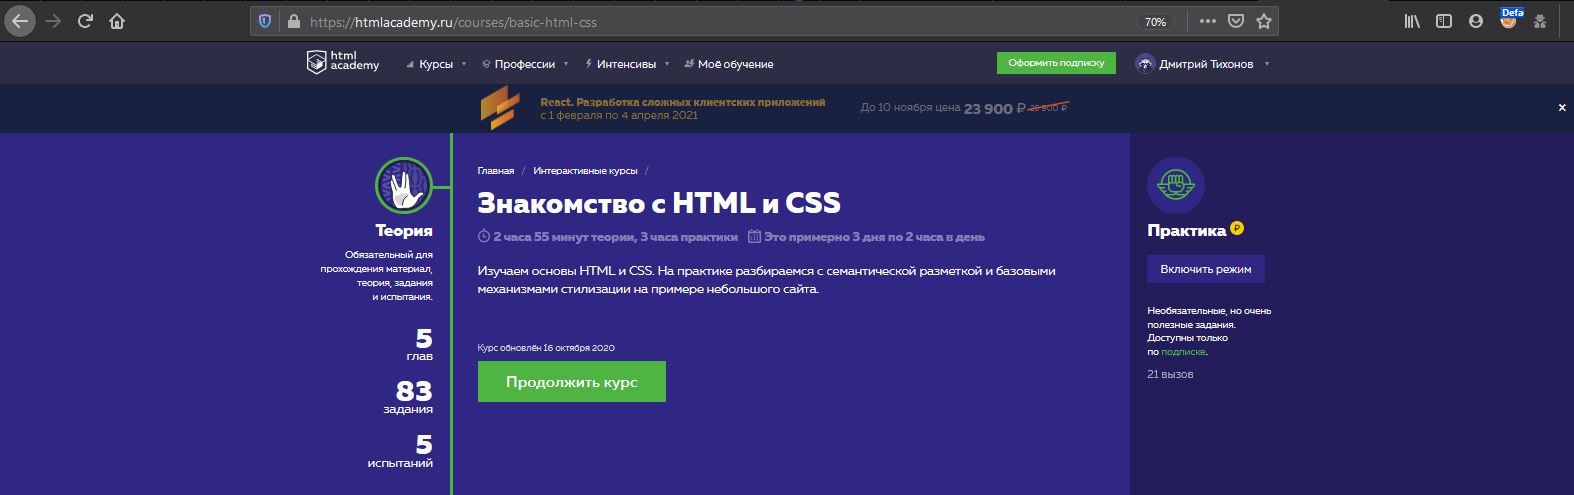 https://htmlacademy.ru/courses/basic-html-css
70%
Defa
html academy
Курсы
Профессии
Интенсивы
Моё обучение
Оформить подписку
Дмитрий Тихонов
React. Разработка сложных клиентских приложений
с 1 февраля по 4 апреля 2021
До 10 ноября цена 23 900 ₽ 25 900 ₽
Теория
Обязательный для
прохождения материал,
теория, задания
и испытания.
5
глав
83
задания
5
испытаний
Главная / Интерактивные курсы /
Знакомство с HTML и CSS
2 часа 55 минут теории, 3 часа практики Это примерно 3 дня по 2 часа в день
Изучаем основы HTML и CSS. На практике разбираемся с семантической разметкой и базовыми
механизмами стилизации на примере небольшого сайта.
Курс обновлён 16 октября 2020
Продолжить курс
Практика ₽
Включить режим
Необязательные, но очень
полезные задания.
Доступны только
по подписке.
21 вызов